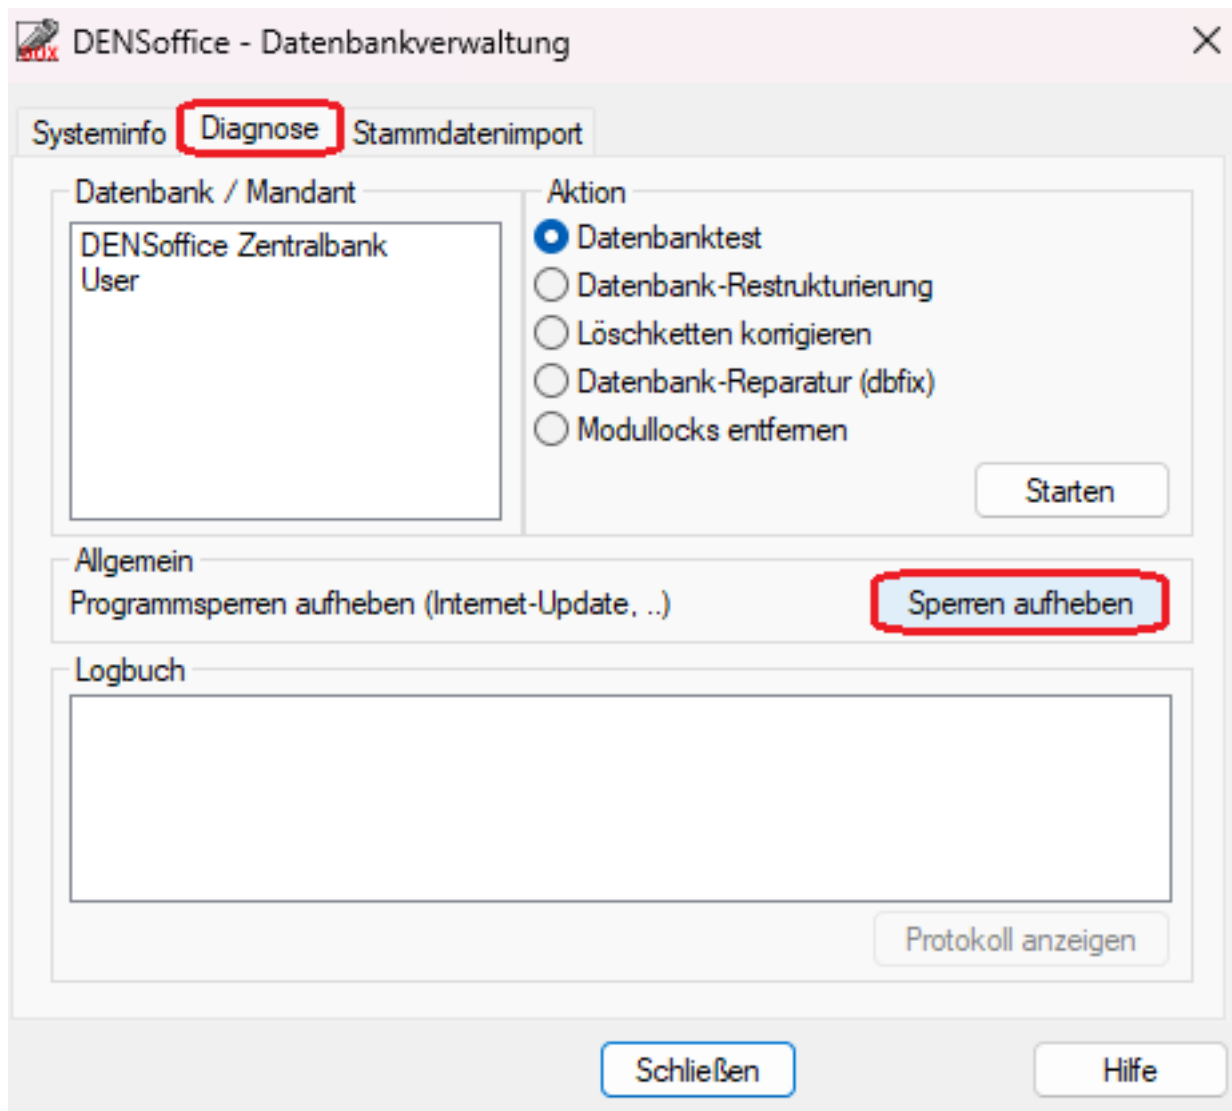 DENSoffice - Datenbankverwaltung
Systeminfo Diagnose Stammdatenimport
Datenbank / Mandant
DENSoffice Zentralbank
User
Aktion
Datenbanktest
Datenbank-Restrukturierung
Löschketten korrigieren
Datenbank-Reparatur (dbfix)
Modullocks entfernen
Starten
Allgemein
Programmsperren aufheben (Internet-Update, ..)
Sperren aufheben
Logbuch
Protokoll anzeigen
Schließen
Hilfe